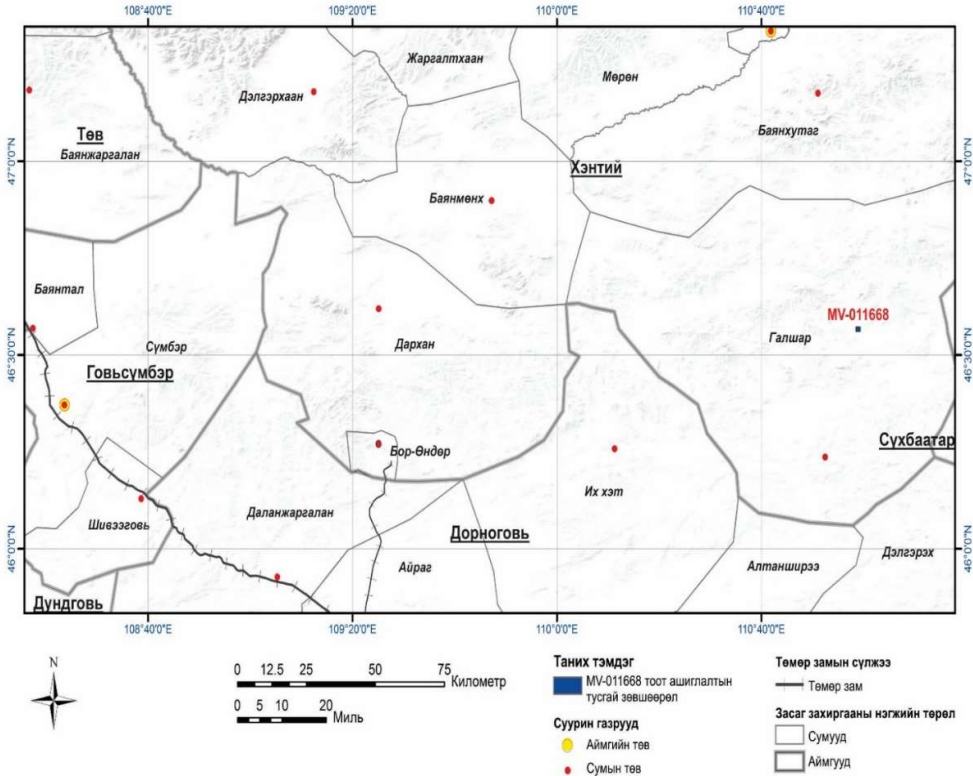 108°40'0"E
109°20'0"E
110°0'0"E
110°40'0"E
Жаргалтхаан
Мөрөн
Дэлгэрхаан
Баянхутаг
Төв
Баянжаргалан
47°0'0"N
47°0'0"N
Хэнтий
Баянмөнх
Баянтал
MV-011668
Сүмбэр
Дархан
Галшар
46°30'0"N
46°30'0"N
Говьсүмбэр
Сүхбаатар
Бор-Өндөр
Их хэт
Даланжаргалан
Шивээговь
Дорноговь
46°0'0"N
46°0'0"N
Айраг
Алтанширээ
Дэлгэрэх
Дундговь
108°40'0"E
109°20'0"E
110°0'0"E
110°40'0"E
N
0 12.5 25 50 75
Километр
0 5 10 20
Миль
Таних тэмдэг
MV-011668 тоот ашиглалтын
тусгай зөвшөөрөл
Суурин газрууд
Аймгийн төв
Сумын төв
Төмөр замын сүлжээ
Төмөр зам
Засаг захиргааны нэгжийн төрөл
Сумууд
Аймгууд